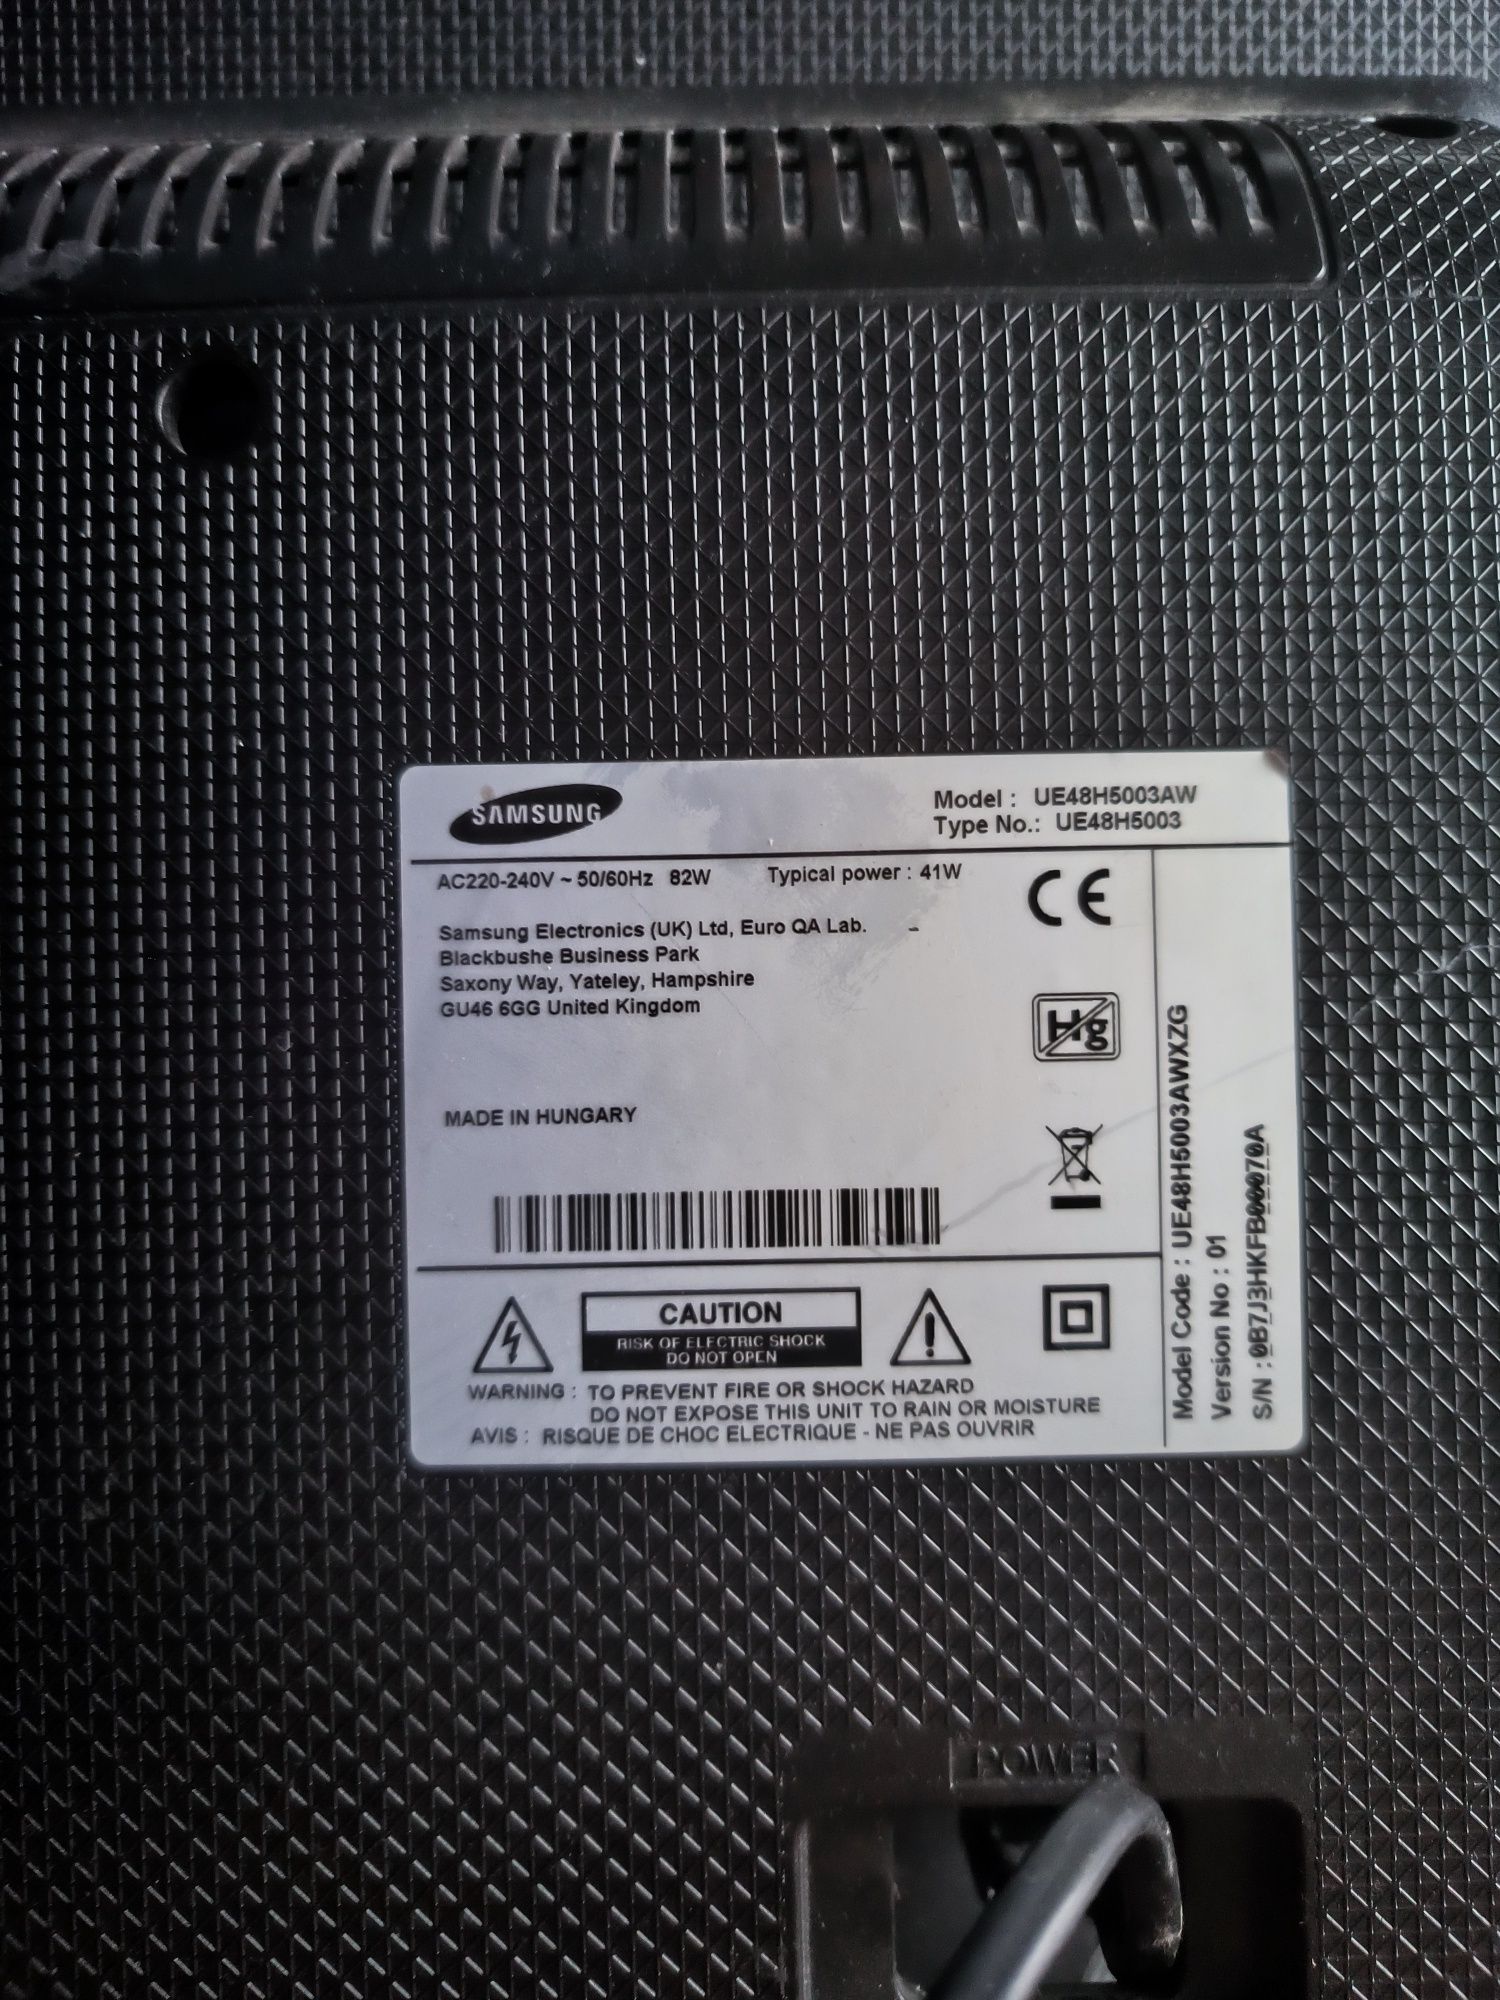 SAMSUNG
Model : UE48H5003AW
Type No.: UE48H5003
AC220-240V ~ 50/60Hz 82W Typical power : 41W
CE
Samsung Electronics (UK) Ltd, Euro QA Lab.
Blackbushe Business Park
Saxony Way, Yateley, Hampshire
GU46 6GG United Kingdom
Hg
MADE IN HUNGARY
CAUTION
RISK OF ELECTRIC SHOCK
DO NOT OPEN
WARNING : TO PREVENT FIRE OR SHOCK HAZARD
DO NOT EXPOSE THIS UNIT TO RAIN OR MOISTURE
AVIS : RISQUE DE CHOC ELECTRIQUE - NE PAS OUVRIR
Model Code : UE48H5003AWXZG
Version No : 01
S/N : 0B7J3HKFB00070A
POWER